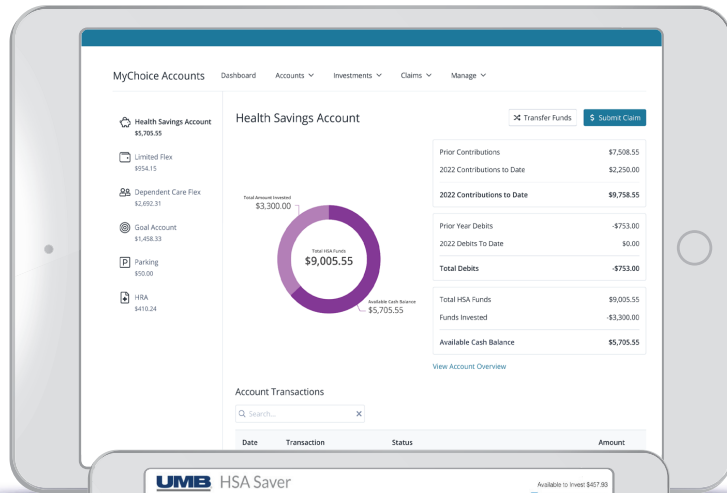 MyChoice Accounts Dashboard Accounts Investments Claims Manage
Health Savings Account
$5,705.55
Limited Flex
$954.15
Dependent Care Flex
$2,692.31
Goal Account
$1,458.33
Parking
$50.00
HRA
$410.24
Health Savings Account
Transfer Funds
$ Submit Claim
Total Amount Invested
$3,300.00
Total HSA Funds
$9,005.55
Available Cash Balance
$5,705.55
Prior Contributions $7,508.55
2022 Contributions to Date $2,250.00
2022 Contributions to Date $9,758.55
Prior Year Debits -$753.00
2022 Debits To Date $0.00
Total Debits -$753.00
Total HSA Funds $9,005.55
Funds Invested -$3,300.00
Available Cash Balance $5,705.55
View Account Overview
Account Transactions
Search...
Date Transaction Status Amount
UMB HSA Saver
Available to Invest $457.93